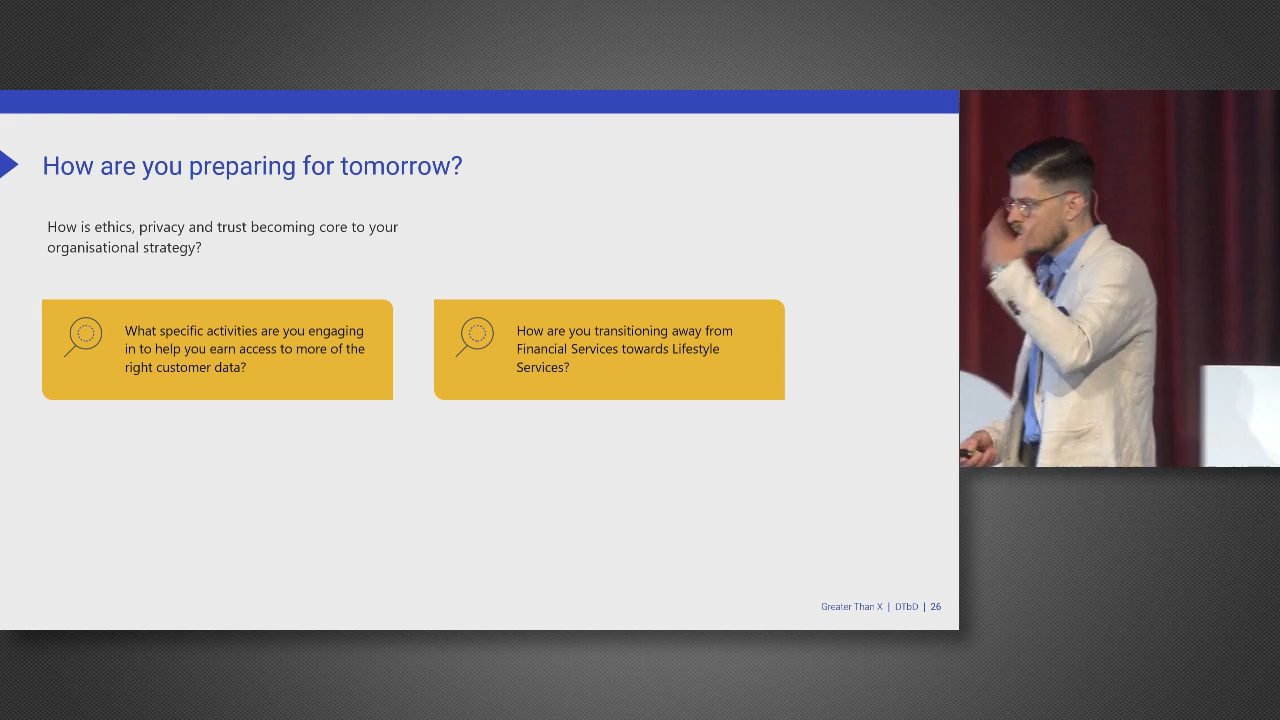 How are you preparing for tomorrow?
How is ethics, privacy and trust becoming core to your
organisational strategy?
What specific activities are you engaging
in to help you earn access to more of the
right customer data?
How are you transitioning away from
Financial Services towards Lifestyle
Services?
Greater Than X | DTbD | 26